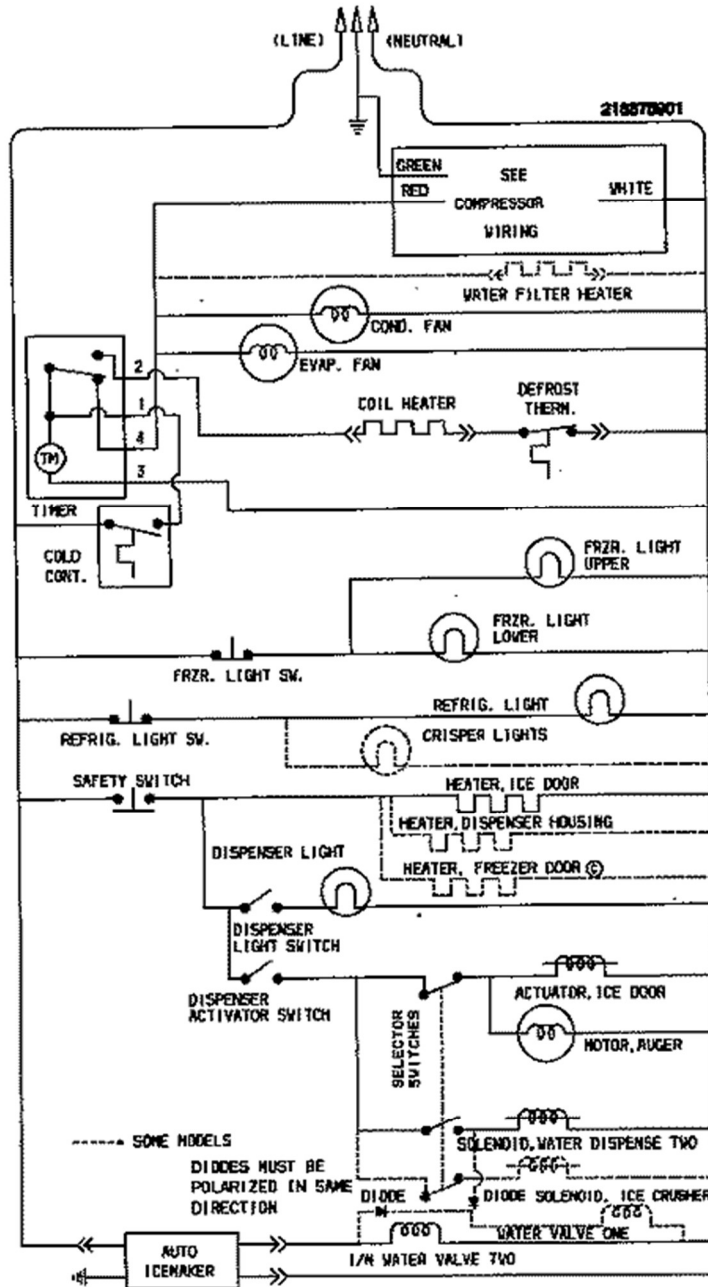 (LINE)
(NEUTRAL)
218878901
GREEN
SEE
RED
COMPRESSOR
WHITE
WIRING
WATER FILTER HEATER
COND. FAN
EVAP. FAN
2
1
4
3
COIL HEATER
DEFROST
THERM.
TM
TIMER
COLD
CONT.
FRZR. LIGHT
UPPER
FRZR. LIGHT
LOWER
FRZR. LIGHT SW.
REFRIG. LIGHT
REFRIG. LIGHT SW.
CRISPER LIGHTS
SAFETY SWITCH
HEATER, ICE DOOR
HEATER, DISPENSER HOUSING
DISPENSER LIGHT
HEATER, FREEZER DOOR ©
DISPENSER
LIGHT SWITCH
DISPENSER
ACTIVATOR SWITCH
SELECTOR
SWITCHES
ACTUATOR, ICE DOOR
MOTOR, AUGER
SOME MODELS
SOLENOID, WATER DISPENSE TWO
DIODES MUST BE
POLARIZED IN SAME
DIRECTION
DIODE
DIODE SOLENOID, ICE CRUSHER
WATER VALVE ONE
AUTO
ICEMAKER
I/M WATER VALVE TWO